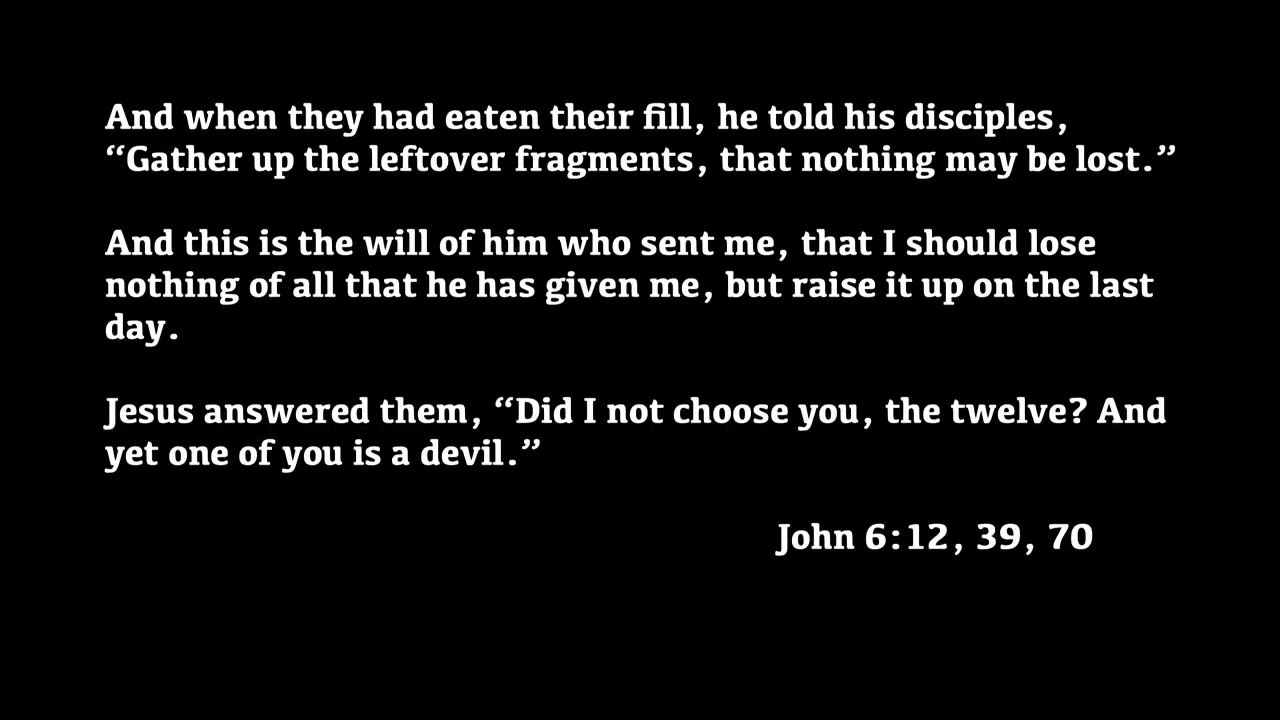 And when they had eaten their fill, he told his disciples,
“Gather up the leftover fragments, that nothing may be lost.”
And this is the will of him who sent me, that I should lose
nothing of all that he has given me, but raise it up on the last
day.
Jesus answered them, “Did I not choose you, the twelve? And
yet one of you is a devil.”
John 6:12, 39, 70